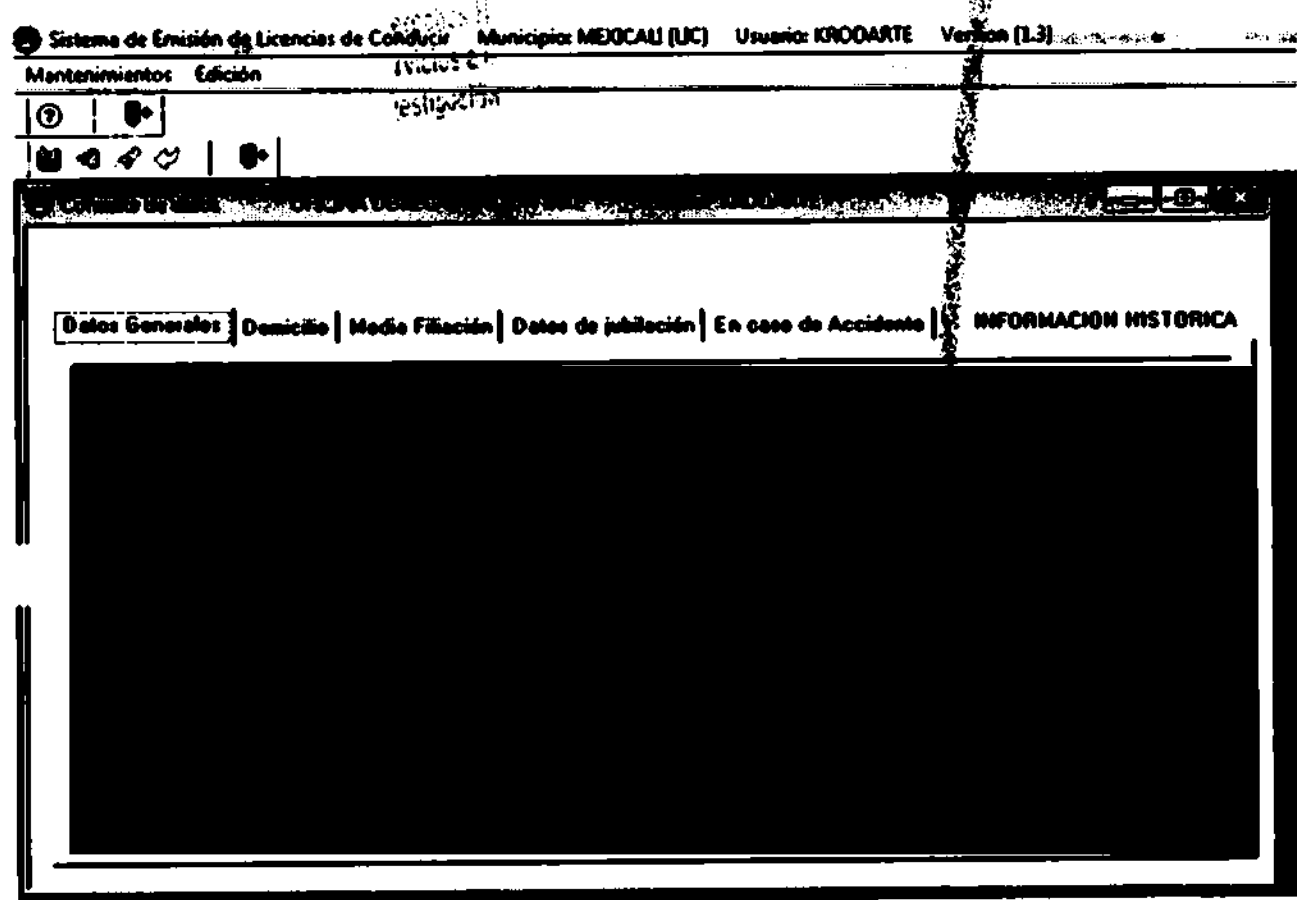 Sistema de Emisión de Licencias de Conducir Municipio: MEXICALI (LIC) Usuario: KRODARTE Version [1.3]
Mantenimientos Edición
Datos Generales Domicilio Media Filiación Datos de jubilación En caso de Accidente INFORMACION HISTORICA